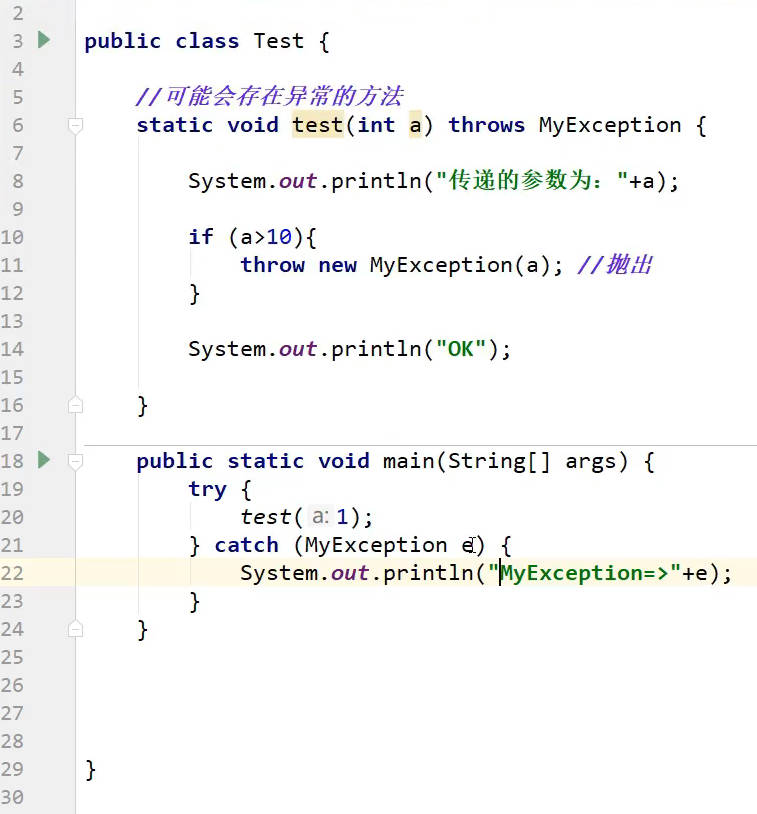 2
3 public class Test {
4
5 //可能会存在异常的方法
6 static void test(int a) throws MyException {
7
8 System.out.println("传递的参数为："+a);
9
10 if (a>10){
11 throw new MyException(a); //抛出
12 }
13
14 System.out.println("OK");
15
16 }
17
18 public static void main(String[] args) {
19 try {
20 test( a: 1);
21 } catch (MyException e) {
22 System.out.println("MyException=>"+e);
23 }
24 }
25
26
27
28
29 }
30